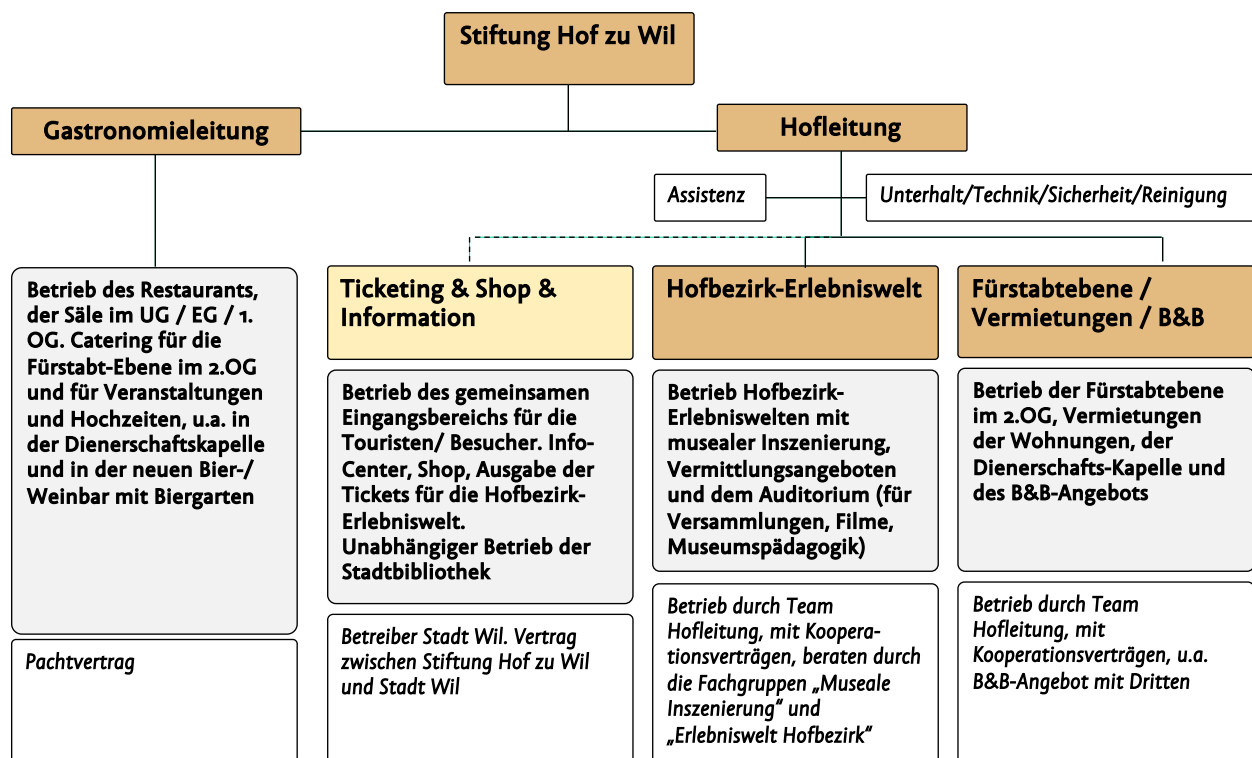 Stiftung Hof zu Wil
Gastronomieleitung
Hofleitung
Assistenz
Unterhalt/Technik/Sicherheit/Reinigung
Betrieb des Restaurants,
der Säle im UG / EG / 1.
OG. Catering für die
Fürstabt-Ebene im 2.OG
und für Veranstaltungen
und Hochzeiten, u.a. in
der Dienerschaftskapelle
und in der neuen Bier-/
Weinbar mit Biergarten
Pachtvertrag
Ticketing & Shop &
Information
Betrieb des gemeinsamen
Eingangsbereichs für die
Touristen/ Besucher. Info-
Center, Shop, Ausgabe der
Tickets für die Hofbezirk-
Erlebniswelt.
Unabhängiger Betrieb der
Stadtbibliothek
Betreiber Stadt Wil. Vertrag
zwischen Stiftung Hof zu Wil
und Stadt Wil
Hofbezirk-Erlebniswelt
Betrieb Hofbezirk-
Erlebniswelten mit
musealer Inszenierung,
Vermittlungsangeboten
und dem Auditorium (für
Versammlungen, Filme,
Museumspädagogik)
Betrieb durch Team
Hofleitung, mit Koopera-
tionsverträgen, beraten durch
die Fachgruppen „Museale
Inszenierung“ und
„Erlebniswelt Hofbezirk“
Fürstabtebene /
Vermietungen / B&B
Betrieb der Fürstabtebene
im 2.OG, Vermietungen
der Wohnungen, der
Dienerschafts-Kapelle und
des B&B-Angebots
Betrieb durch Team
Hofleitung, mit
Kooperationsverträgen, u.a.
B&B-Angebot mit Dritten